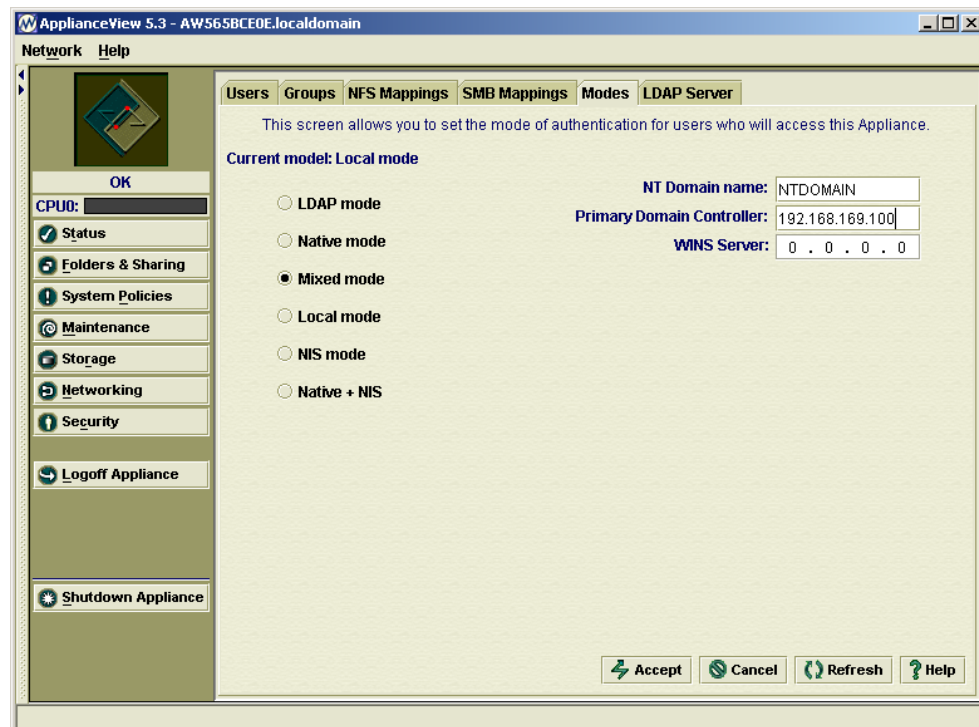 ApplianceView 5.3 - AW565BCE0E.localdomain
Network Help
Users Groups NFS Mappings SMB Mappings Modes LDAP Server
This screen allows you to set the mode of authentication for users who will access this Appliance.
Current model: Local mode
OK
CPU0:
Status
Folders & Sharing
System Policies
Maintenance
Storage
Networking
Security
Logoff Appliance
Shutdown Appliance
LDAP mode
Native mode
Mixed mode
Local mode
NIS mode
Native + NIS
NT Domain name: NTDOMAIN
Primary Domain Controller: 192.168.169.100
WINS Server: 0 . 0 . 0 . 0
Accept Cancel Refresh Help